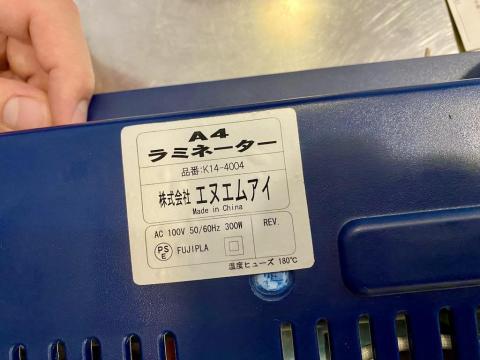 A4
ラミネーター
品番:K14-4004
株式会社 エヌエムアイ
Made in China
AC 100V 50/60Hz 300W
REV.
PSE FUJIPLA
温度ヒューズ 180℃